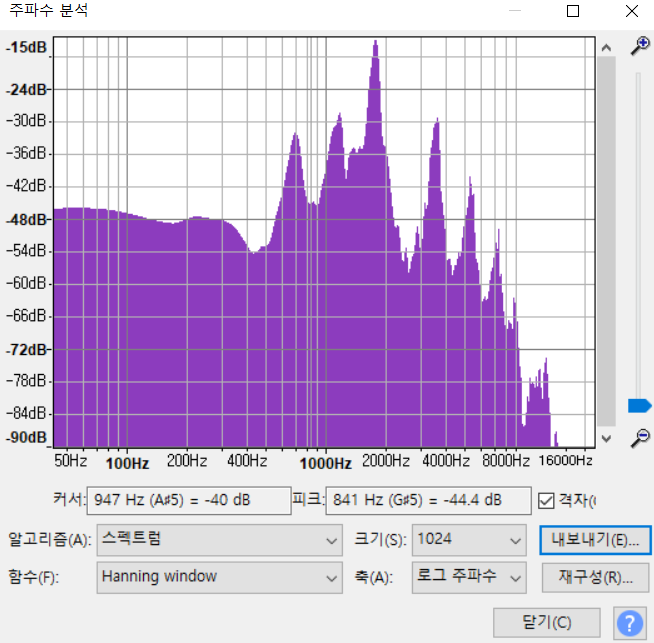 주파수 분석
-15dB
-24dB
-30dB
-36dB
-42dB
-48dB
-54dB
-60dB
-66dB
-72dB
-78dB
-84dB
-90dB
50Hz 100Hz 200Hz 400Hz 1000Hz 2000Hz 4000Hz 8000Hz 16000Hz
커서: 947 Hz (A♯5) = -40 dB 피크: 841 Hz (G♯5) = -44.4 dB 격자(
알고리즘(A): 스펙트럼 크기(S): 1024 내보내기(E)...
함수(F): Hanning window 축(A): 로그 주파수 재구성(R)...
닫기(C) ?